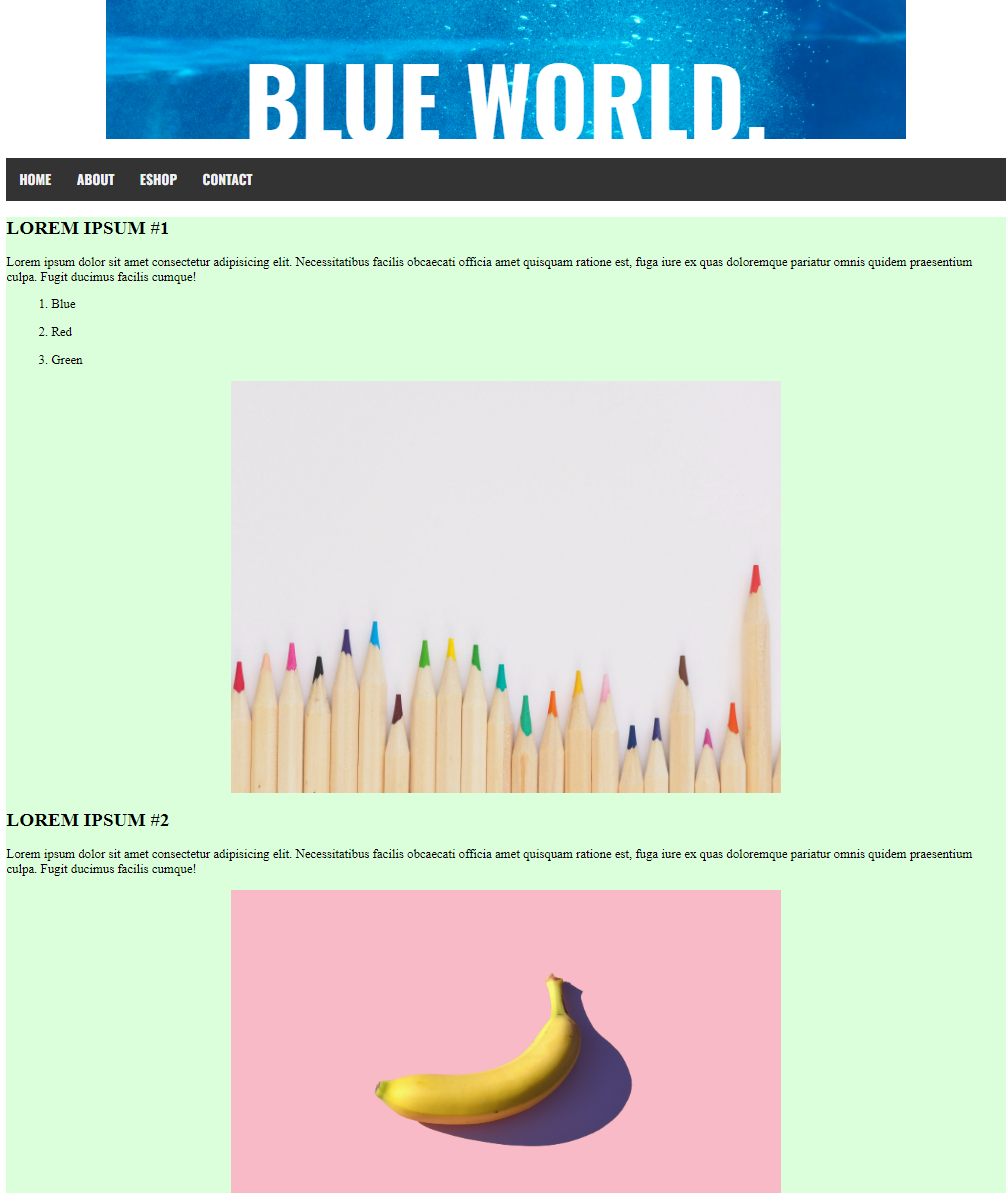 BLUE WORLD.
HOME ABOUT ESHOP CONTACT
LOREM IPSUM #1
Lorem ipsum dolor sit amet consectetur adipisicing elit. Necessitatibus facilis obcaecati officia amet quisquam ratione est, fuga iure ex quas doloremque pariatur omnis quidem praesentium
culpa. Fugit ducimus facilis cumque!
1. Blue
2. Red
3. Green
LOREM IPSUM #2
Lorem ipsum dolor sit amet consectetur adipisicing elit. Necessitatibus facilis obcaecati officia amet quisquam ratione est, fuga iure ex quas doloremque pariatur omnis quidem praesentium
culpa. Fugit ducimus facilis cumque!